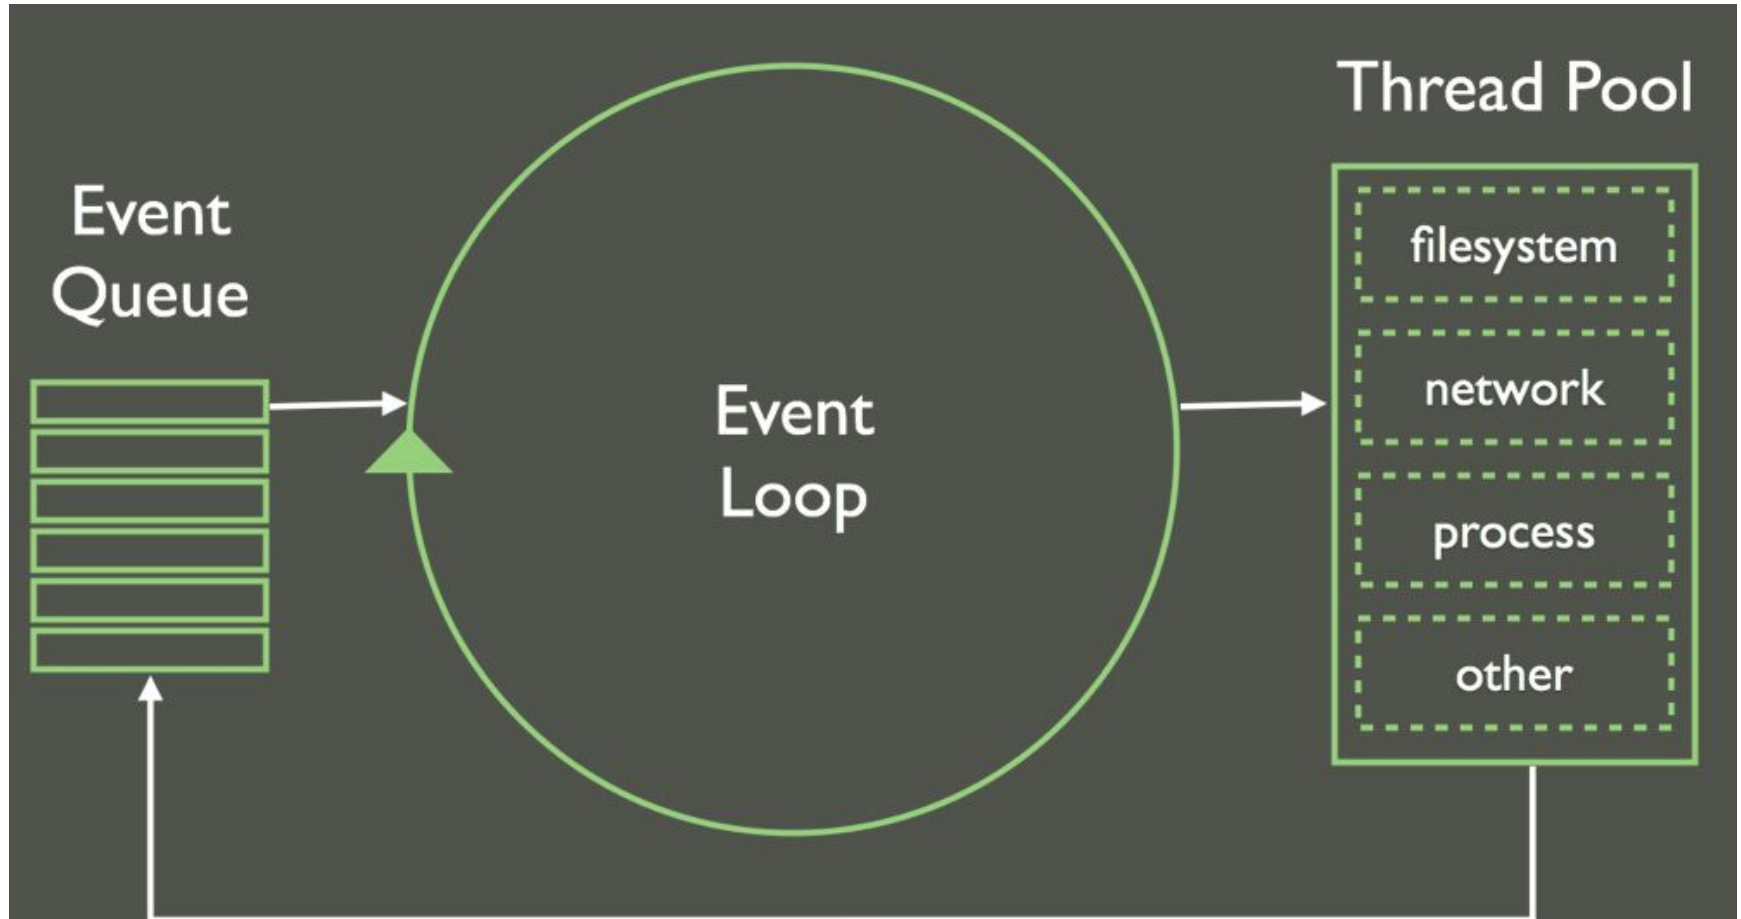 Event
Queue
Event
Loop
Thread Pool
filesystem
network
process
other